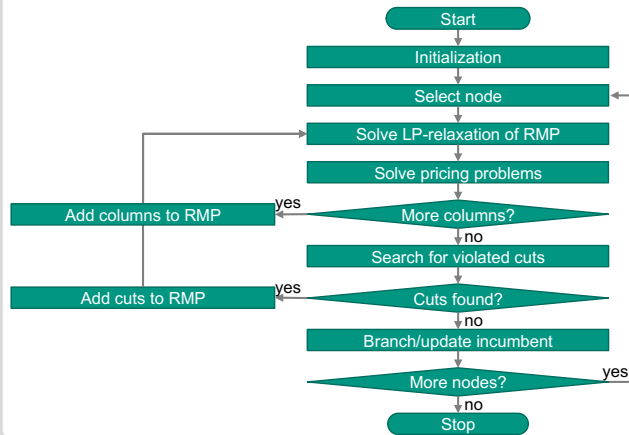 Start
Initialization
Select node
Solve LP-relaxation of RMP
Solve pricing problems
Add columns to RMP
yes
More columns?
no
Search for violated cuts
Add cuts to RMP
yes
Cuts found?
no
Branch/update incumbent
More nodes?
yes
no
Stop